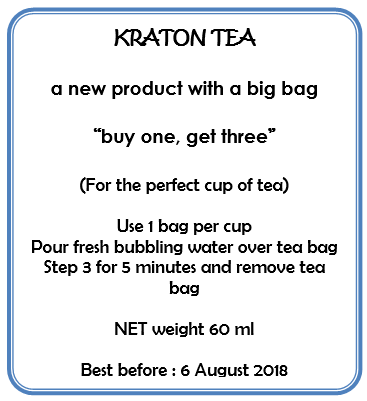 KRATON TEA
a new product with a big bag
“buy one, get three”
(For the perfect cup of tea)
Use 1 bag per cup
Pour fresh bubbling water over tea bag
Step 3 for 5 minutes and remove tea
bag
NET weight 60 ml
Best before : 6 August 2018